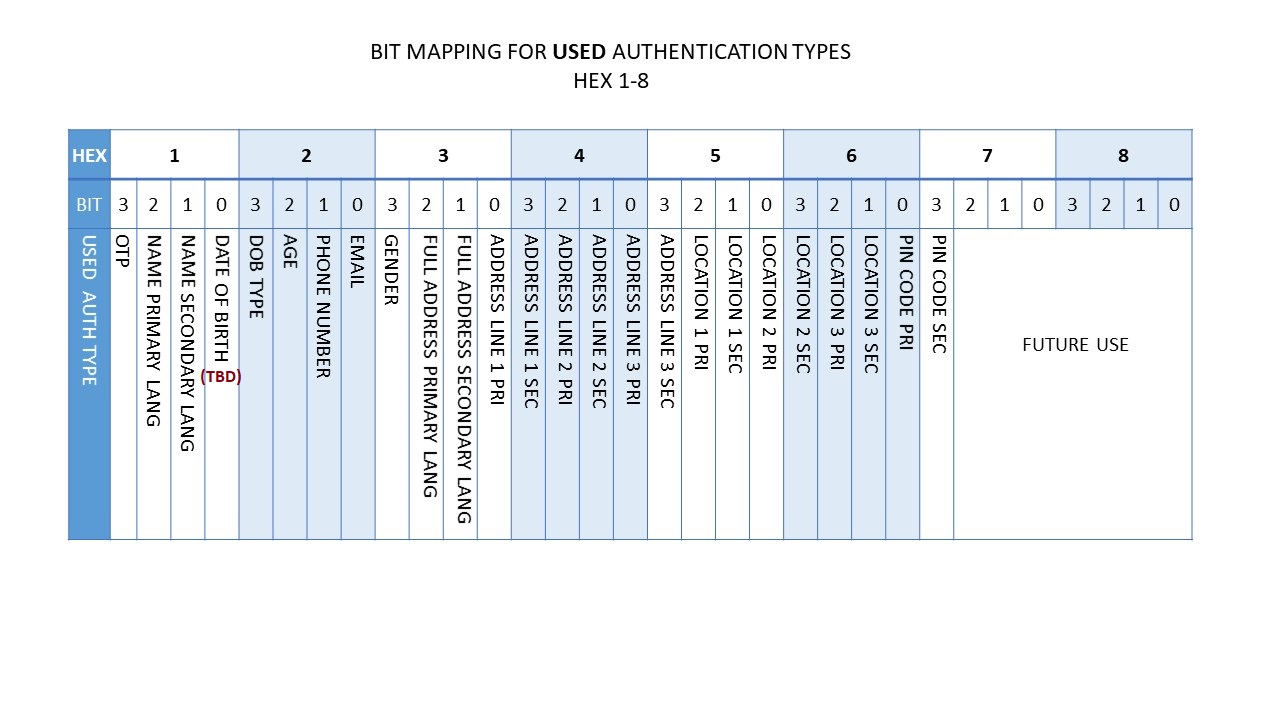 BIT MAPPING FOR USED AUTHENTICATION TYPES
HEX 1-8
HEX 1 2 3 4 5 6 7 8
BIT 3 2 1 0 3 2 1 0 3 2 1 0 3 2 1 0 3 2 1 0 3 2 1 0 3 2 1 0 3 2 1 0
USED AUTH TYPE
OTP
NAME PRIMARY LANG
NAME SECONDARY LANG
DATE OF BIRTH
(TBD)
DOB TYPE
AGE
PHONE NUMBER
EMAIL
GENDER
FULL ADDRESS PRIMARY LANG
FULL ADDRESS SECONDARY LANG
ADDRESS LINE 1 PRI
ADDRESS LINE 1 SEC
ADDRESS LINE 2 PRI
ADDRESS LINE 2 SEC
ADDRESS LINE 3 PRI
ADDRESS LINE 3 SEC
LOCATION 1 PRI
LOCATION 1 SEC
LOCATION 2 PRI
LOCATION 2 SEC
LOCATION 3 PRI
LOCATION 3 SEC
PIN CODE PRI
PIN CODE SEC
FUTURE USE